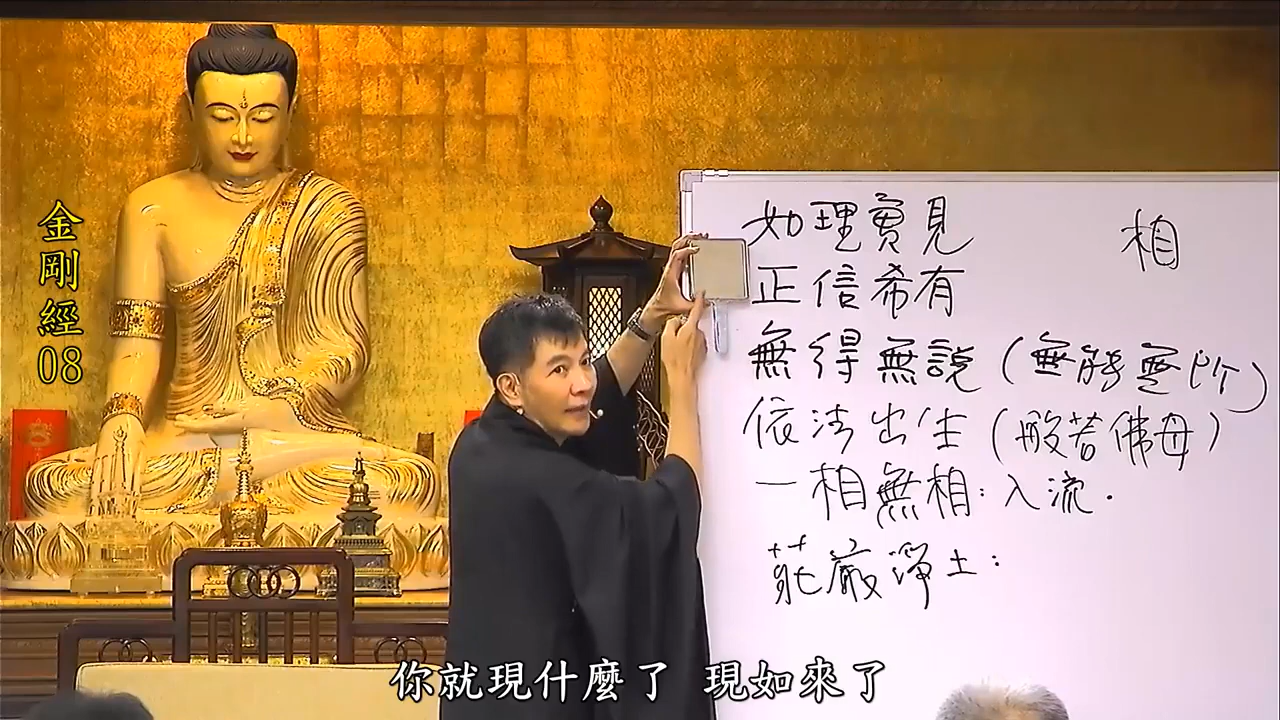 金剛經08
如理實見
相
正信希有
無得無說（無能無所）
依法出生（般若佛母）
一相無相：入流．
莊嚴淨土：
你就現什麼了 現如來了